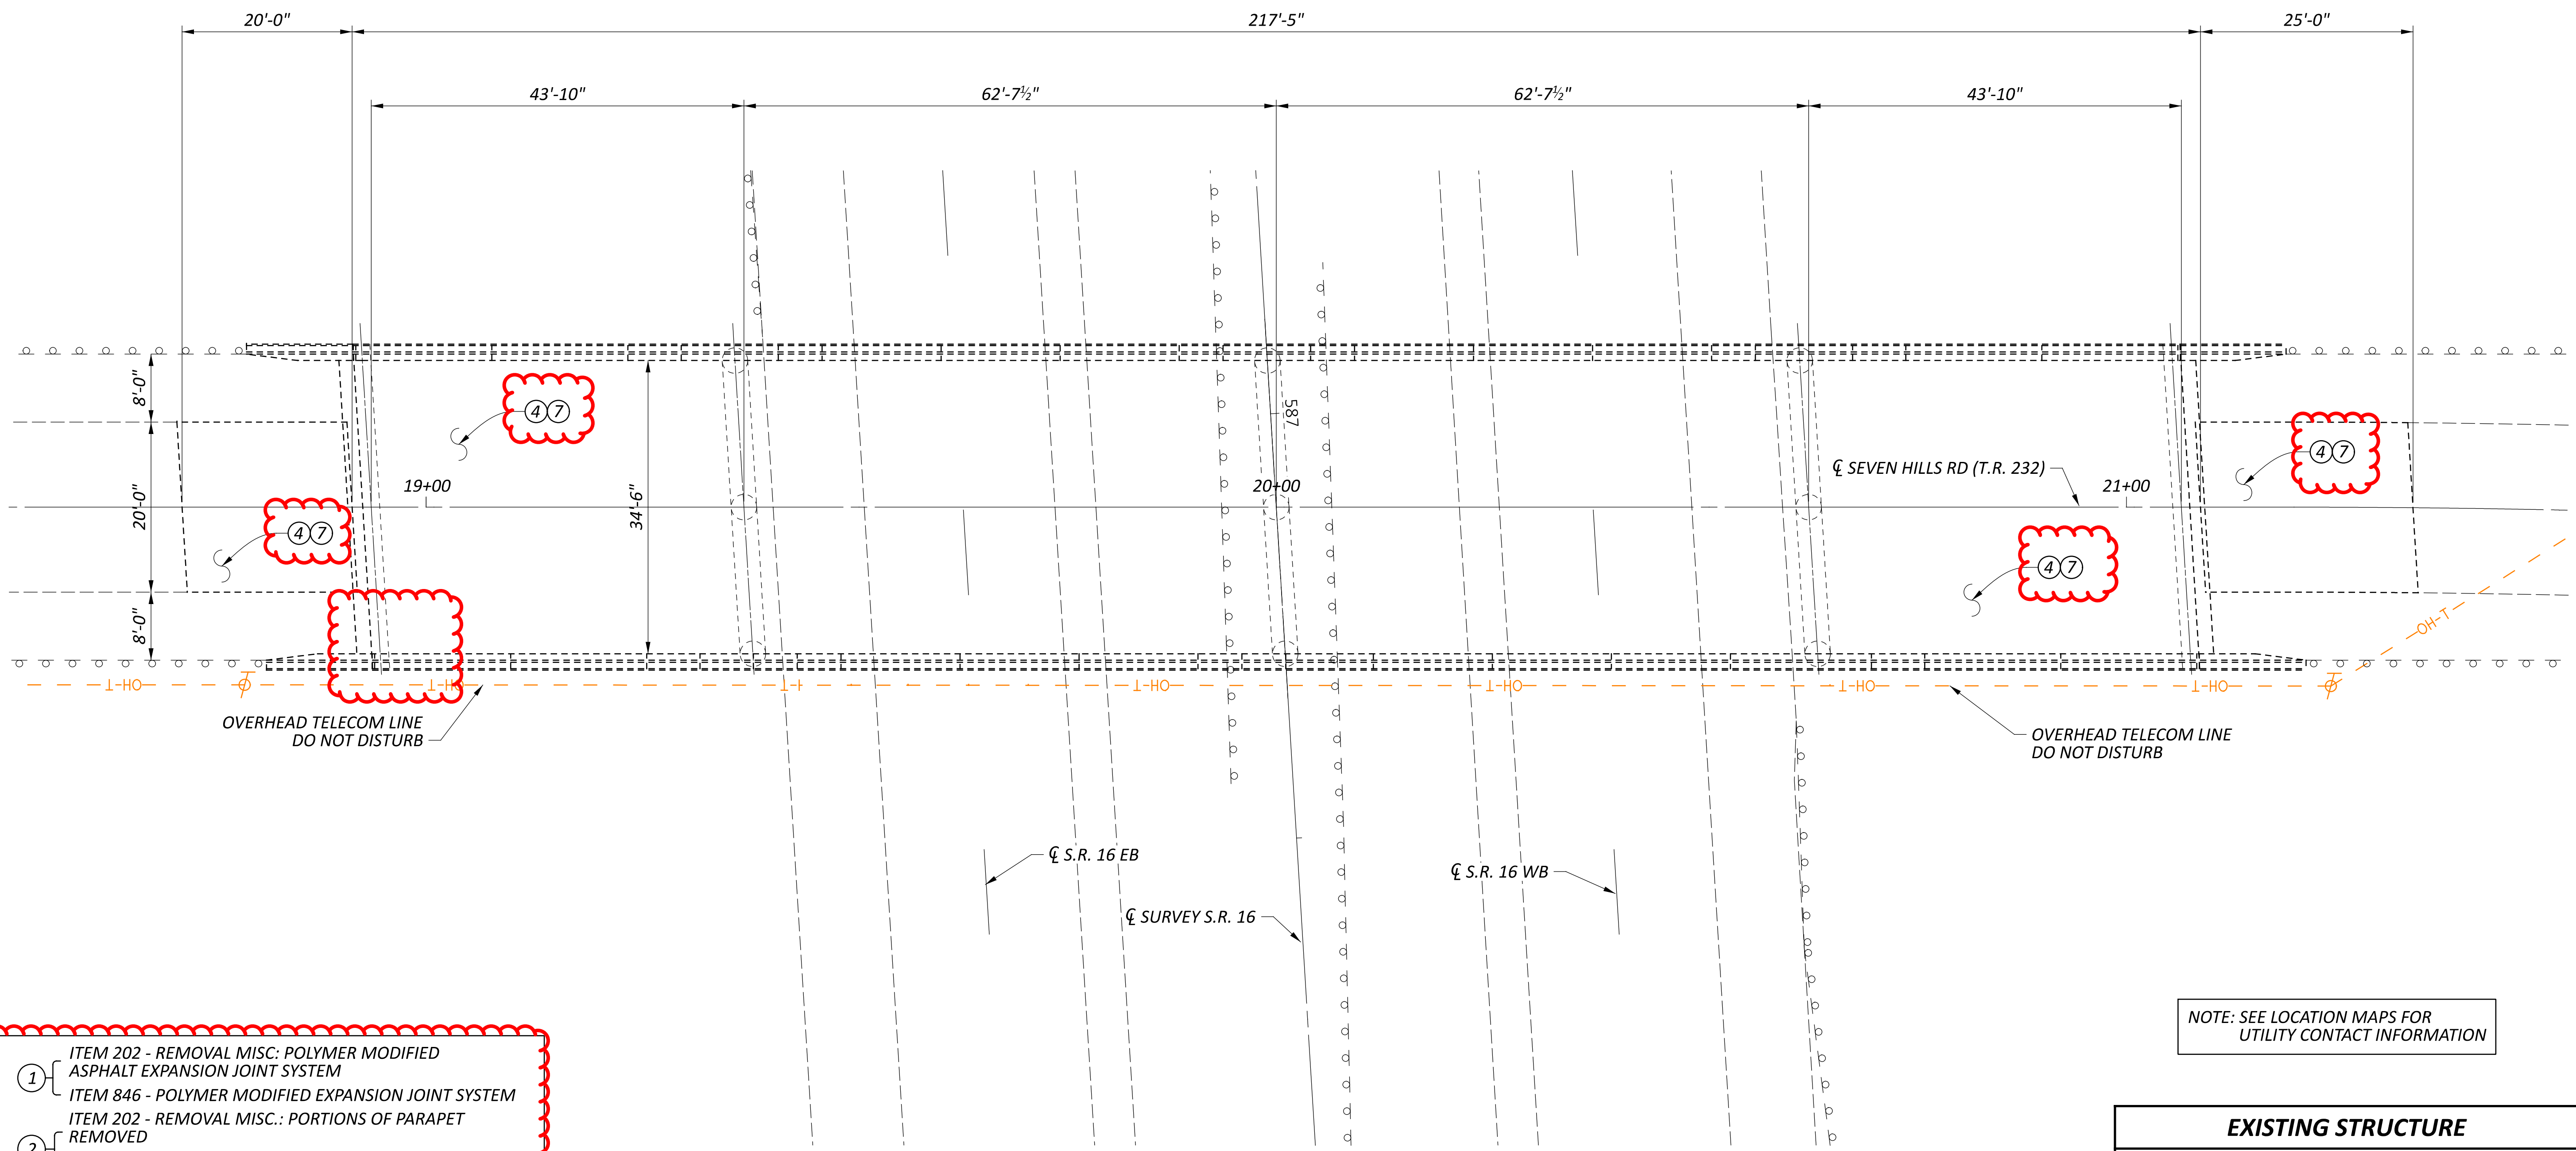 20'-0"
217'-5"
25'-0"
43'-10"
62'-7½"
62'-7½"
43'-10"
8'-0"
20'-0"
8'-0"
34'-6"
4 7
4 7
4 7
4 7
19+00
20+00
21+00
587
℄ SEVEN HILLS RD (T.R. 232)
OH-T
OH-T
OH-T
OH-T
OH-T
OH-T
OH-T
OVERHEAD TELECOM LINE
DO NOT DISTURB
OVERHEAD TELECOM LINE
DO NOT DISTURB
℄ S.R. 16 EB
℄ S.R. 16 WB
℄ SURVEY S.R. 16
NOTE: SEE LOCATION MAPS FOR
UTILITY CONTACT INFORMATION
1
ITEM 202 - REMOVAL MISC: POLYMER MODIFIED
ASPHALT EXPANSION JOINT SYSTEM
ITEM 846 - POLYMER MODIFIED EXPANSION JOINT SYSTEM
2
ITEM 202 - REMOVAL MISC.: PORTIONS OF PARAPET
REMOVED
EXISTING STRUCTURE